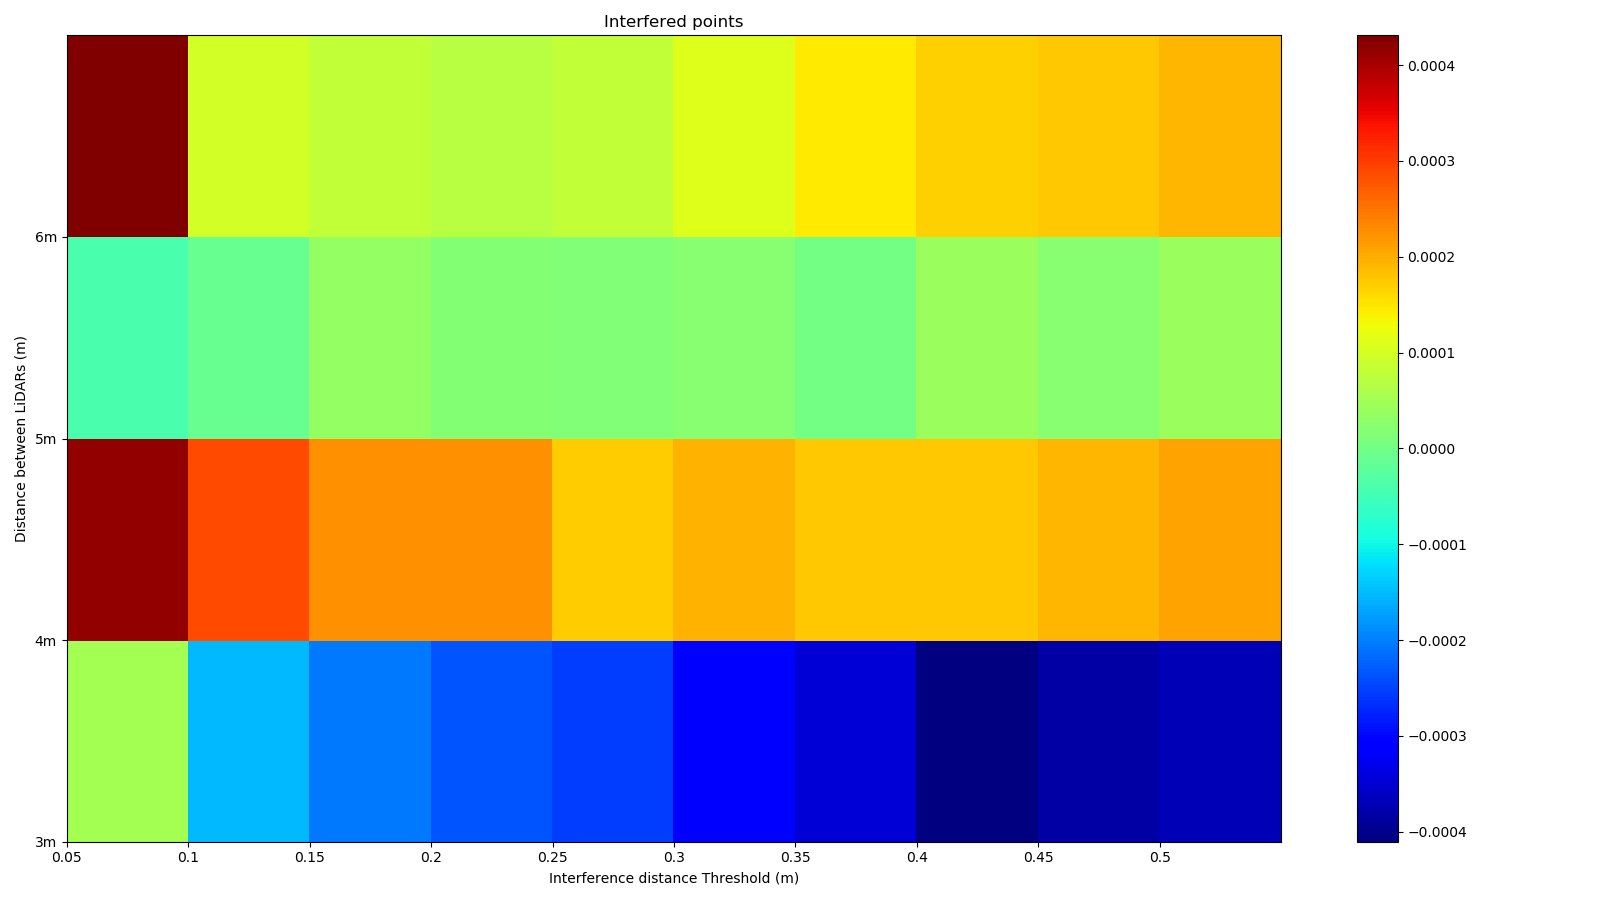 Interfered points
Distance between LiDARs (m)
6m
5m
4m
3m
0.05 0.1 0.15 0.2 0.25 0.3 0.35 0.4 0.45 0.5
Interference distance Threshold (m)
0.0004
0.0003
0.0002
0.0001
0.0000
−0.0001
−0.0002
−0.0003
−0.0004